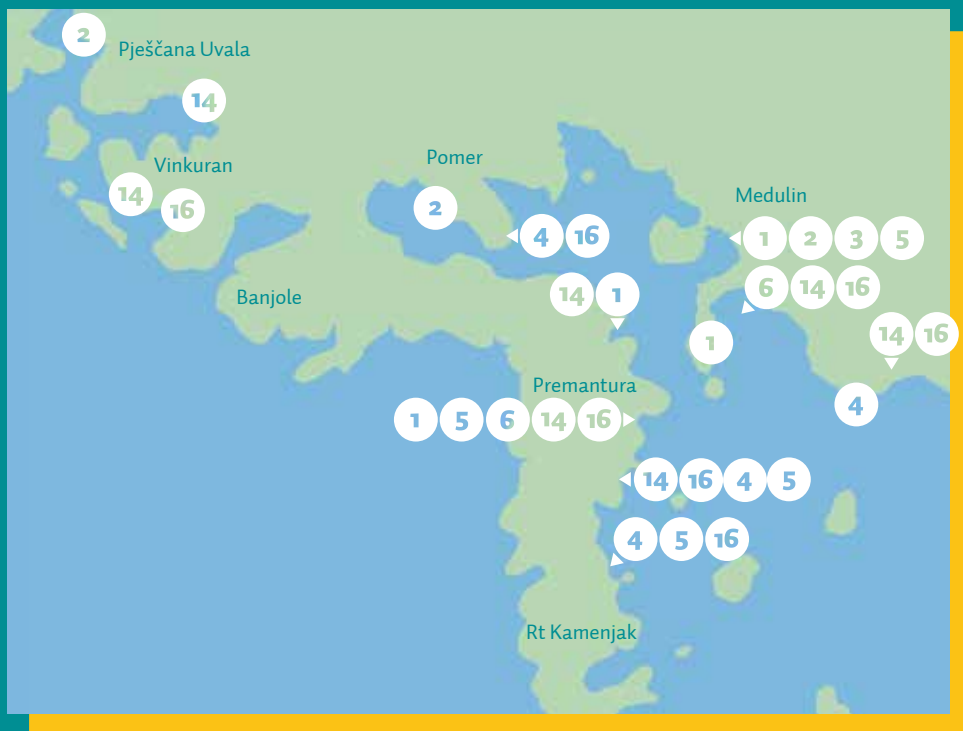 2
Pješčana Uvala
14
Vinkuran
14
16
Pomer
2
4 16
Medulin
1 2 3 5
6 14 16
14 1
Banjole
1
14 16
4
Premantura
1 5 6 14 16
14 16 4 5
4 5 16
Rt Kamenjak